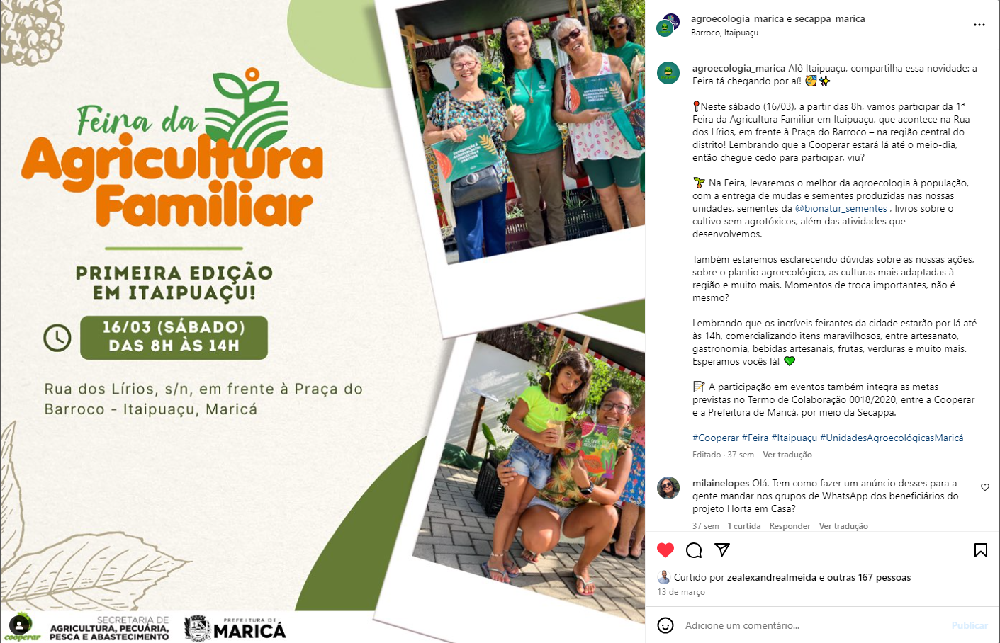 Feira da
Agricultura
Familiar
PRIMEIRA EDIÇÃO
EM ITAIPUAÇU!
16/03 (SÁBADO)
DAS 8H ÀS 14H
Rua dos Lírios, s/n, em frente à Praça do
Barroco - Itaipuaçu, Maricá
cooperar
SECRETARIA DE
AGRICULTURA, PECUÁRIA,
PESCA E ABASTECIMENTO
PREFEITURA DE
MARICÁ
INTRODUÇÃO À
AGROECOLOGIA:
CONCEITOS E
PRÁTICAS
INTRODUÇÃO À
AGROECOLOGIA:
CONCEITOS E
PRÁTICAS
agroecologia_marica e secappa_marica
Barroco, Itaipuaçu
agroecologia_marica Alô Itaipuaçu, compartilha essa novidade: a
Feira tá chegando por aí! 🥳✨
📍Neste sábado (16/03), a partir das 8h, vamos participar da 1ª
Feira da Agricultura Familiar em Itaipuaçu, que acontece na Rua
dos Lírios, em frente à Praça do Barroco – na região central do
distrito! Lembrando que a Cooperar estará lá até o meio-dia,
então chegue cedo para participar, viu?
🌱 Na Feira, levaremos o melhor da agroecologia à população,
com a entrega de mudas e sementes produzidas nas nossas
unidades, sementes da @bionatur_sementes , livros sobre o
cultivo sem agrotóxicos, além das atividades que
desenvolvemos.
Também estaremos esclarecendo dúvidas sobre as nossas ações,
sobre o plantio agroecológico, as culturas mais adaptadas à
região e muito mais. Momentos de troca importantes, não é
mesmo?
Lembrando que os incríveis feirantes da cidade estarão por lá até
às 14h, comercializando itens maravilhosos, entre artesanato,
gastronomia, bebidas artesanais, frutas, verduras e muito mais.
Esperamos vocês lá! 💚
📝 A participação em eventos também integra as metas
previstas no Termo de Colaboração 0018/2020, entre a Cooperar
e a Prefeitura de Maricá, por meio da Secappa.
#Cooperar #Feira #Itaipuaçu #UnidadesAgroecológicasMaricá
Editado · 37 sem Ver tradução
milainelopes Olá. Tem como fazer um anúncio desses para a
gente mandar nos grupos de WhatsApp dos beneficiários do
projeto Horta em Casa?
37 sem 1 curtida Responder Ver tradução
Curtido por zealexandrealmeida e outras 167 pessoas
13 de março
Adicione um comentário...
Publicar